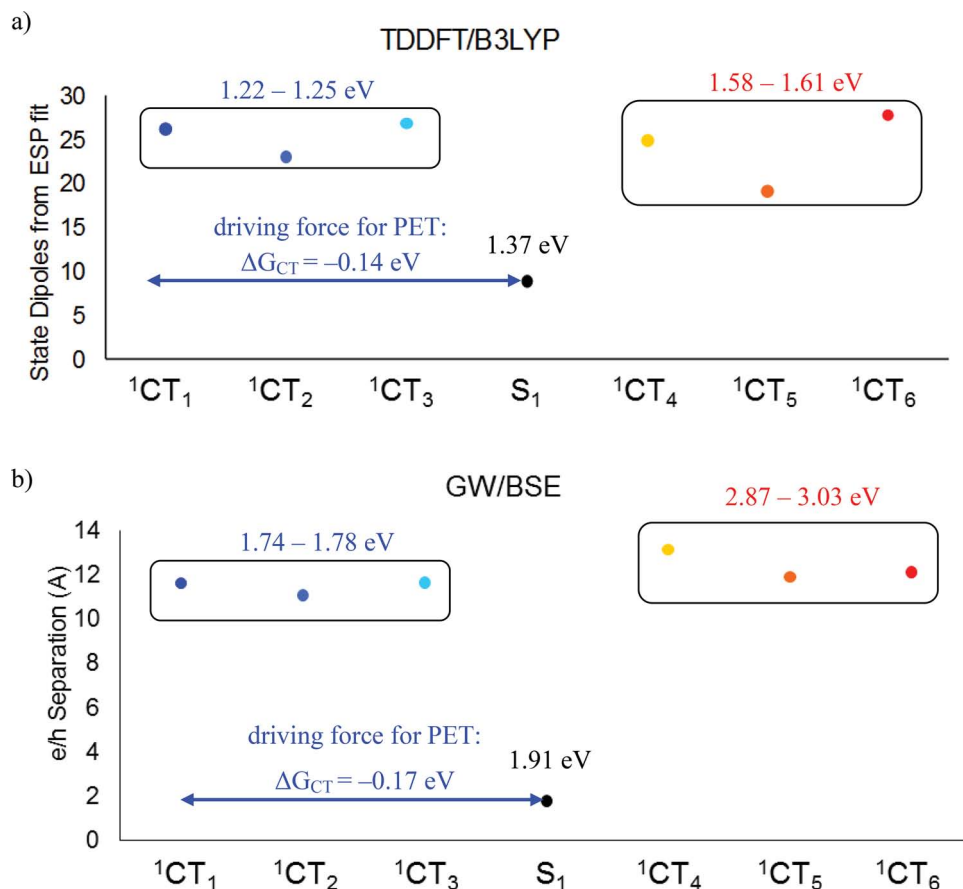 a)
TDDFT/B3LYP
1.22 – 1.25 eV
1.58 – 1.61 eV
State Dipoles from ESP fit
30
25
20
15
10
5
0
driving force for PET:
ΔG_CT = –0.14 eV
1.37 eV
¹CT₁ ¹CT₂ ¹CT₃ S₁ ¹CT₄ ¹CT₅ ¹CT₆
b)
GW/BSE
1.74 – 1.78 eV
2.87 – 3.03 eV
e/h Separation (A)
14
12
10
8
6
4
2
0
driving force for PET:
ΔG_CT = –0.17 eV
1.91 eV
¹CT₁ ¹CT₂ ¹CT₃ S₁ ¹CT₄ ¹CT₅ ¹CT₆